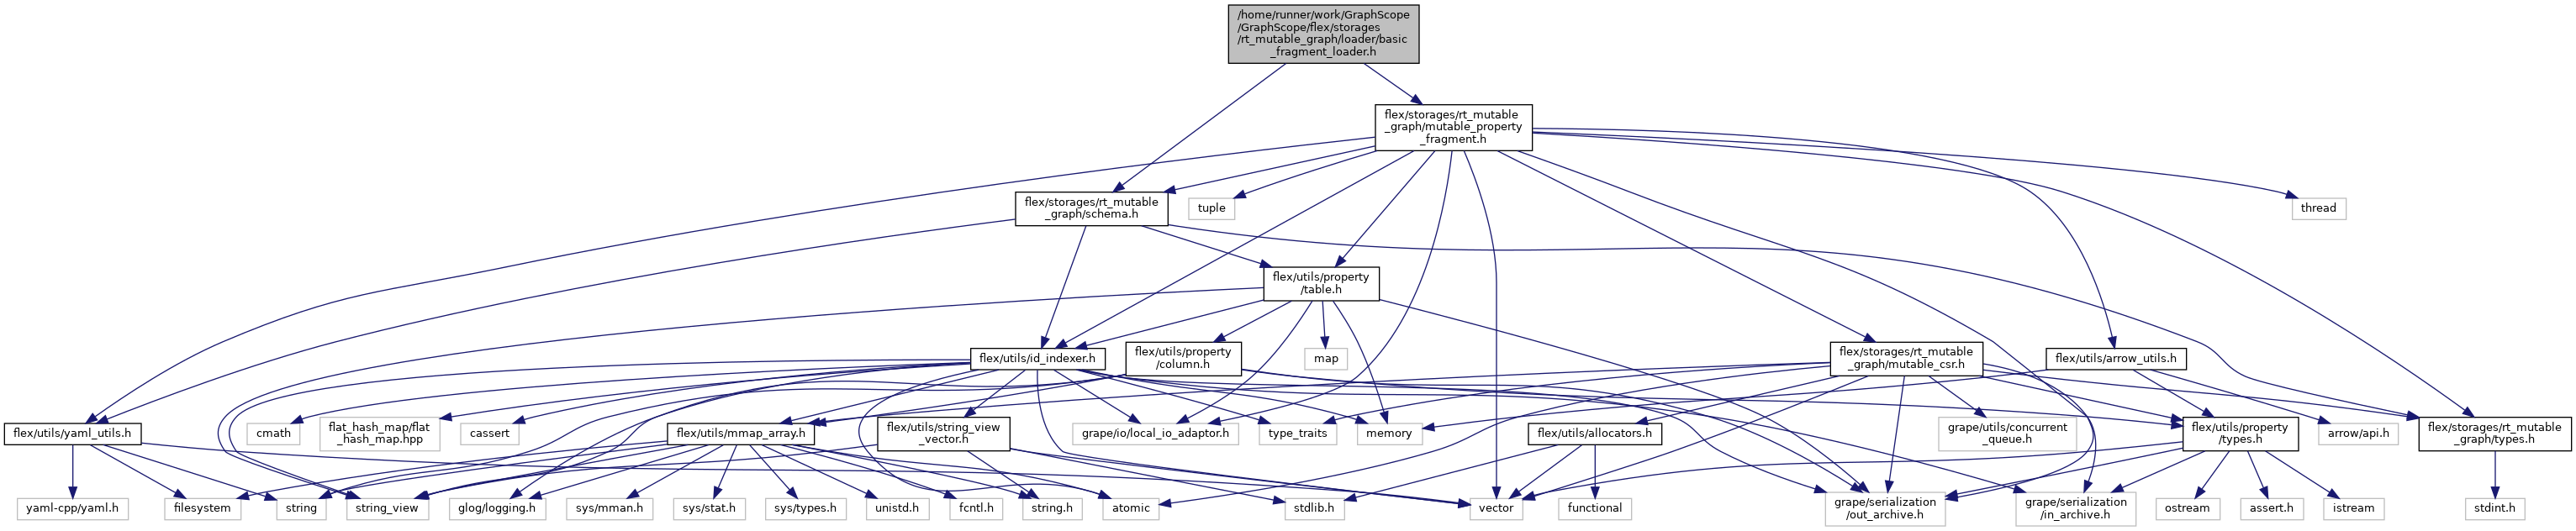 /home/runner/work/GraphScope
/GraphScope/flex/storages
/rt_mutable_graph/loader/basic
_fragment_loader.h
flex/storages/rt_mutable
_graph/mutable_property
_fragment.h
flex/storages/rt_mutable
_graph/schema.h
tuple
thread
flex/utils/property
/table.h
flex/utils/id_indexer.h
flex/utils/property
/column.h
map
flex/storages/rt_mutable
_graph/mutable_csr.h
flex/utils/arrow_utils.h
flex/utils/yaml_utils.h
cmath
flat_hash_map/flat
_hash_map.hpp
cassert
flex/utils/mmap_array.h
flex/utils/string_view
_vector.h
grape/io/local_io_adaptor.h
type_traits
memory
flex/utils/allocators.h
grape/utils/concurrent
_queue.h
flex/utils/property
/types.h
arrow/api.h
flex/storages/rt_mutable
_graph/types.h
yaml-cpp/yaml.h
filesystem
string
string_view
glog/logging.h
sys/mman.h
sys/stat.h
sys/types.h
unistd.h
fcntl.h
string.h
atomic
stdlib.h
vector
functional
grape/serialization
/out_archive.h
grape/serialization
/in_archive.h
ostream
assert.h
istream
stdint.h